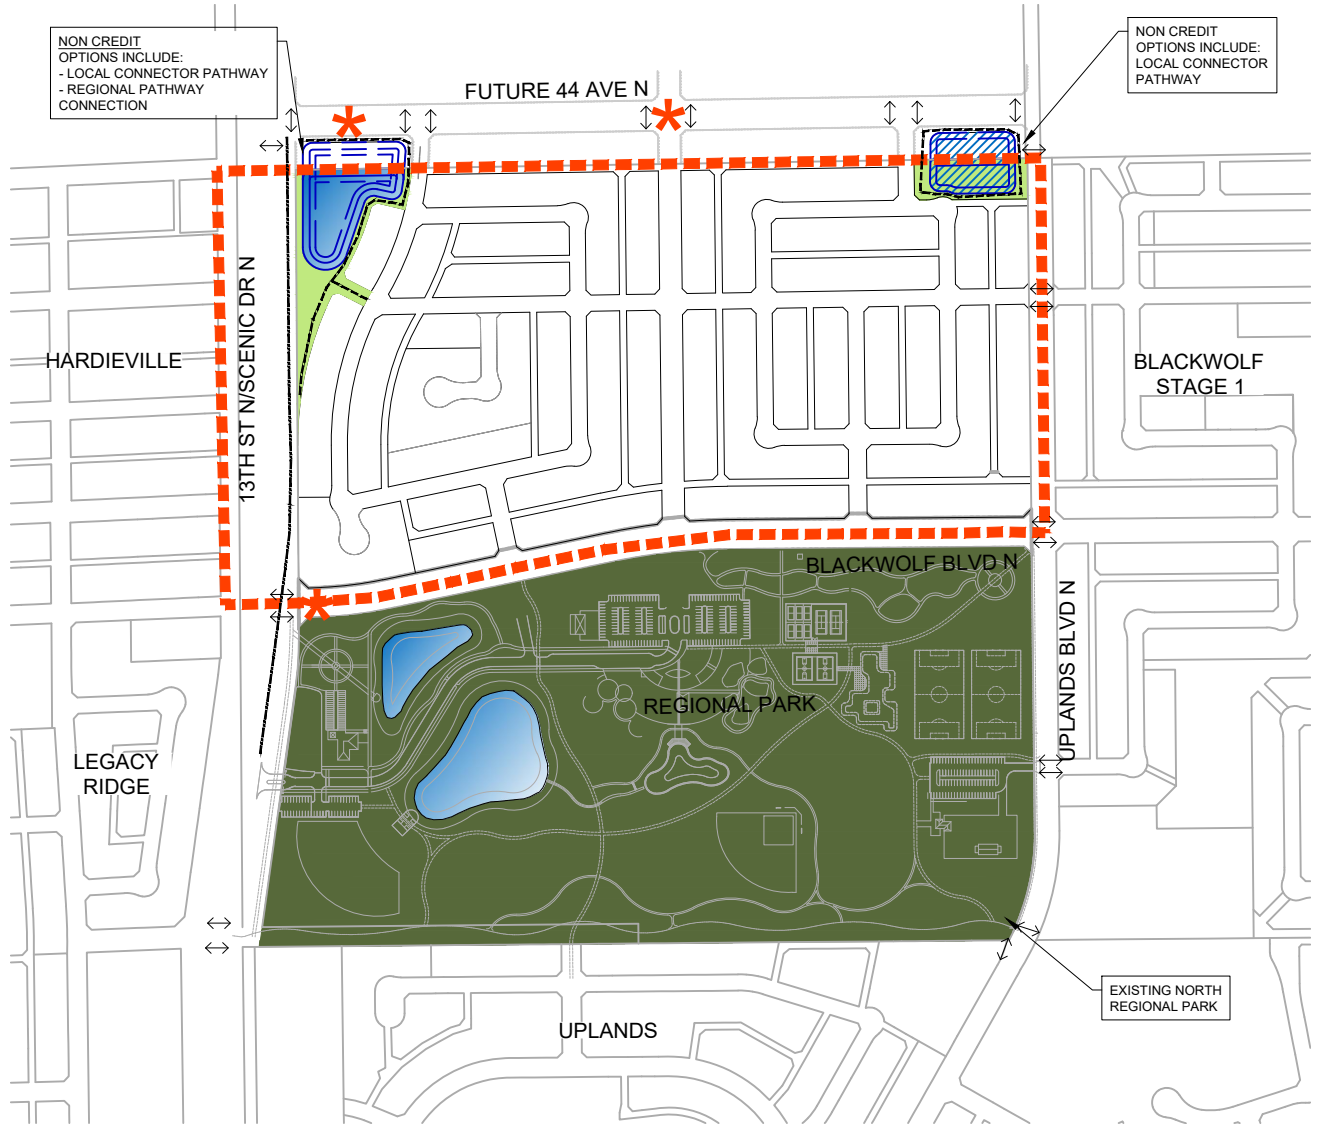 NON CREDIT
OPTIONS INCLUDE:
- LOCAL CONNECTOR PATHWAY
- REGIONAL PATHWAY
CONNECTION
NON CREDIT
OPTIONS INCLUDE:
LOCAL CONNECTOR
PATHWAY
FUTURE 44 AVE N
13TH ST N/SCENIC DR N
HARDIEVILLE
BLACKWOLF
STAGE 1
BLACKWOLF BLVD N
UPLANDS BLVD N
REGIONAL PARK
LEGACY
RIDGE
EXISTING NORTH
REGIONAL PARK
UPLANDS